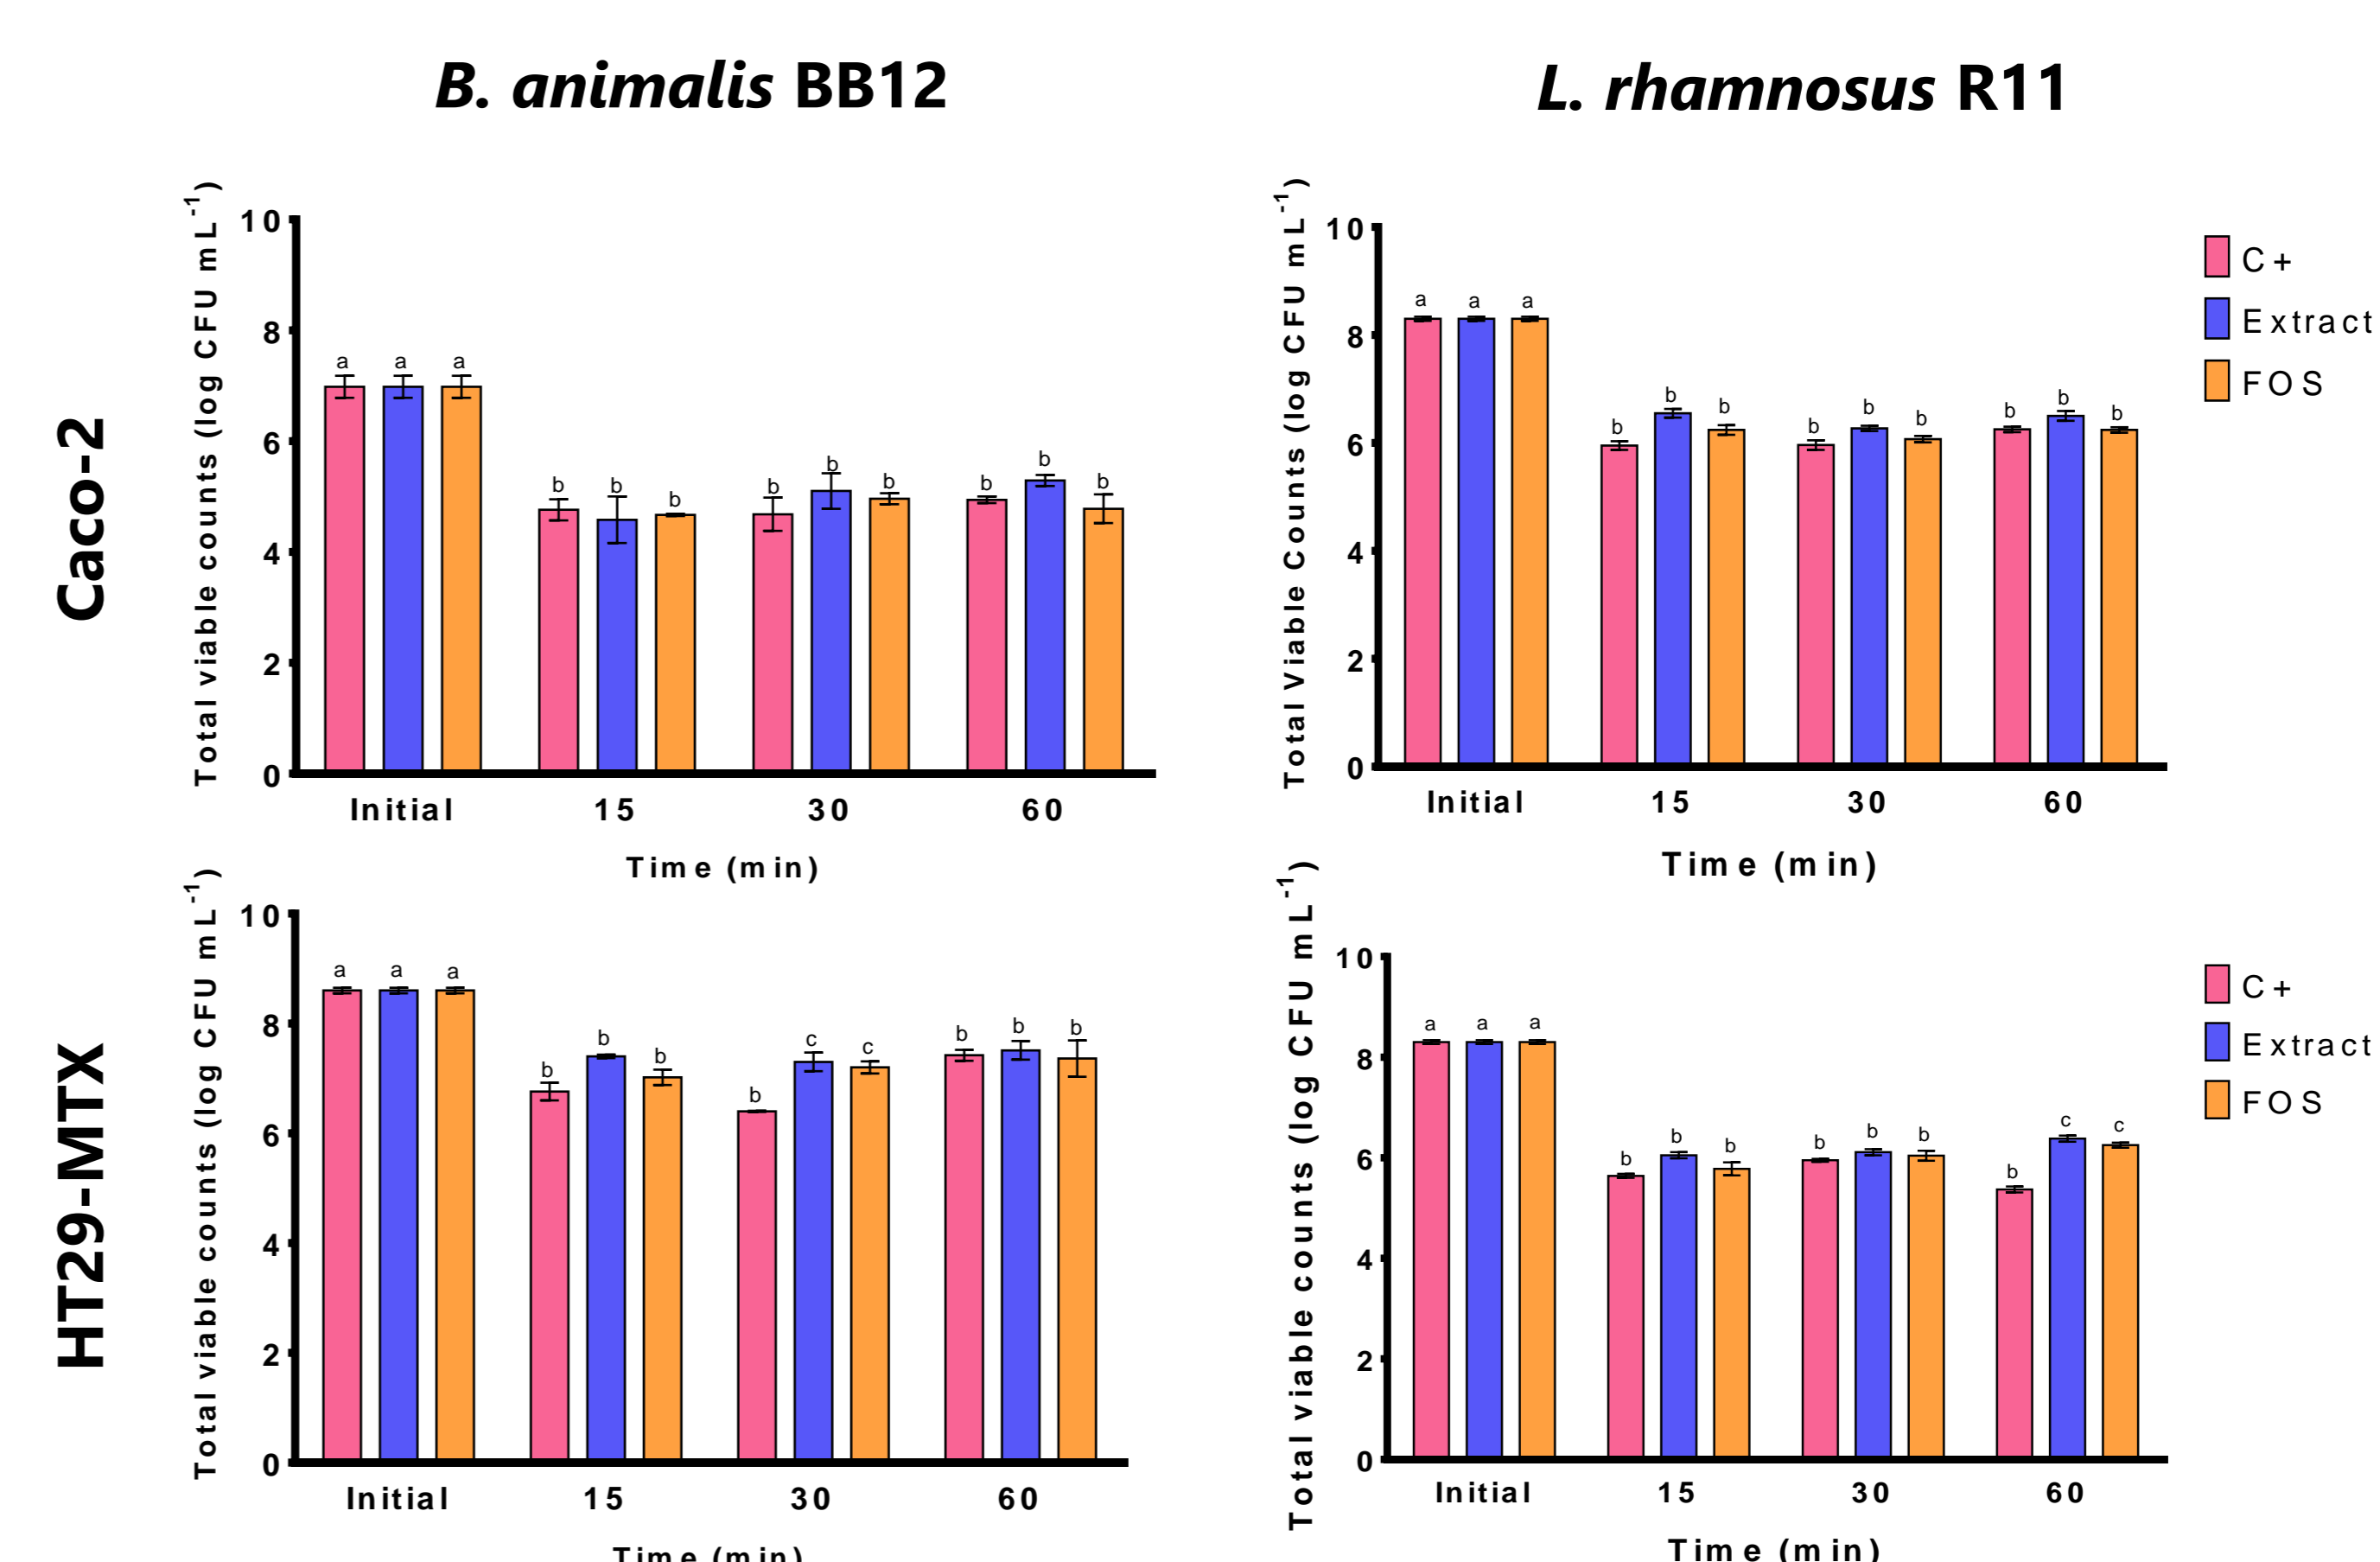 B. animalis BB12
L. rhamnosus R11
Caco-2
Total viable counts (log CFU mL-1)
10
8
6
4
2
0
a a a
b b b
b b b
b b b
Initial 15 30 60
Time (min)
Total Viable Counts (log CFU mL-1)
10
8
6
4
2
0
a a a
b b b
b b b
b b b
Initial 15 30 60
Time (min)
C+
Extract
FOS
HT29-MTX
Total viable counts (log CFU mL-1)
10
8
6
4
2
0
a a a
b b b
b c c
b b b
Initial 15 30 60
Time (min)
Total viable counts (log CFU mL-1)
10
8
6
4
2
0
a a a
b b b
b b b
b c c
Initial 15 30 60
Time (min)
C+
Extract
FOS